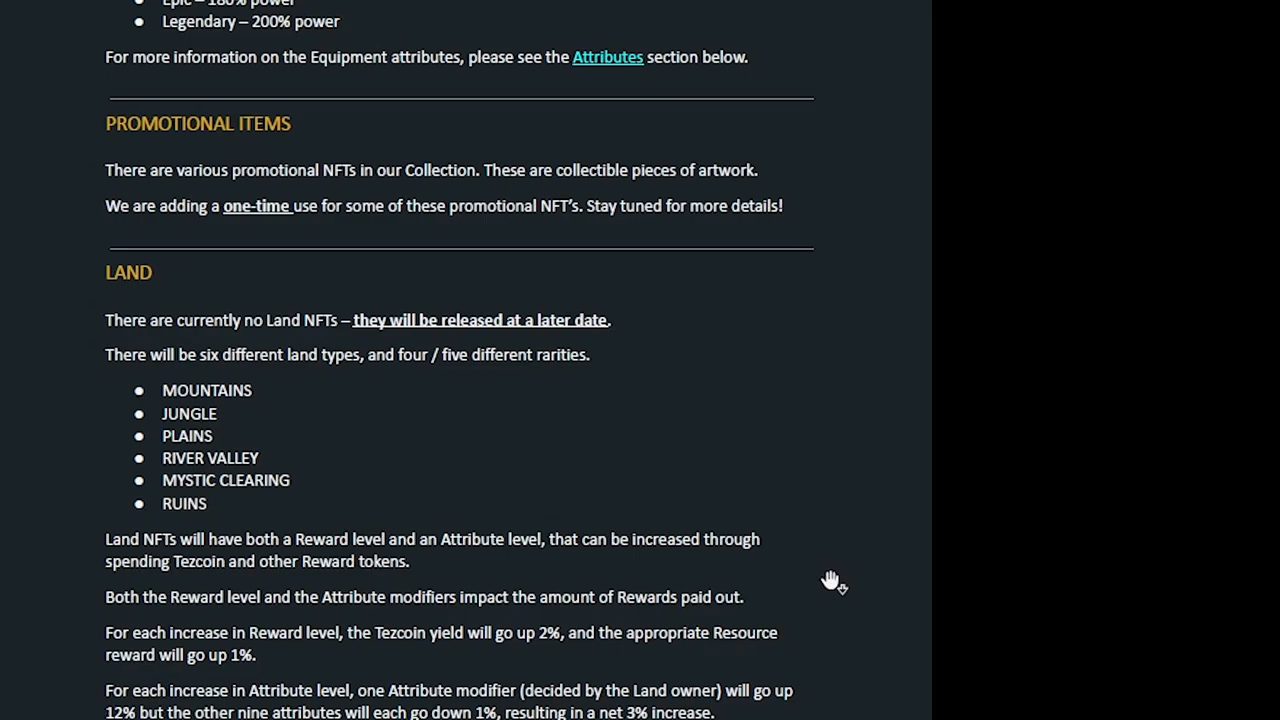 ● Epic – 180% power
● Legendary – 200% power
For more information on the Equipment attributes, please see the Attributes section below.
PROMOTIONAL ITEMS
There are various promotional NFTs in our Collection. These are collectible pieces of artwork.
We are adding a one-time use for some of these promotional NFT’s. Stay tuned for more details!
LAND
There are currently no Land NFTs – they will be released at a later date.
There will be six different land types, and four / five different rarities.
● MOUNTAINS
● JUNGLE
● PLAINS
● RIVER VALLEY
● MYSTIC CLEARING
● RUINS
Land NFTs will have both a Reward level and an Attribute level, that can be increased through
spending Tezcoin and other Reward tokens.
Both the Reward level and the Attribute modifiers impact the amount of Rewards paid out.
For each increase in Reward level, the Tezcoin yield will go up 2%, and the appropriate Resource
reward will go up 1%.
For each increase in Attribute level, one Attribute modifier (decided by the Land owner) will go up
12% but the other nine attributes will each go down 1%, resulting in a net 3% increase.